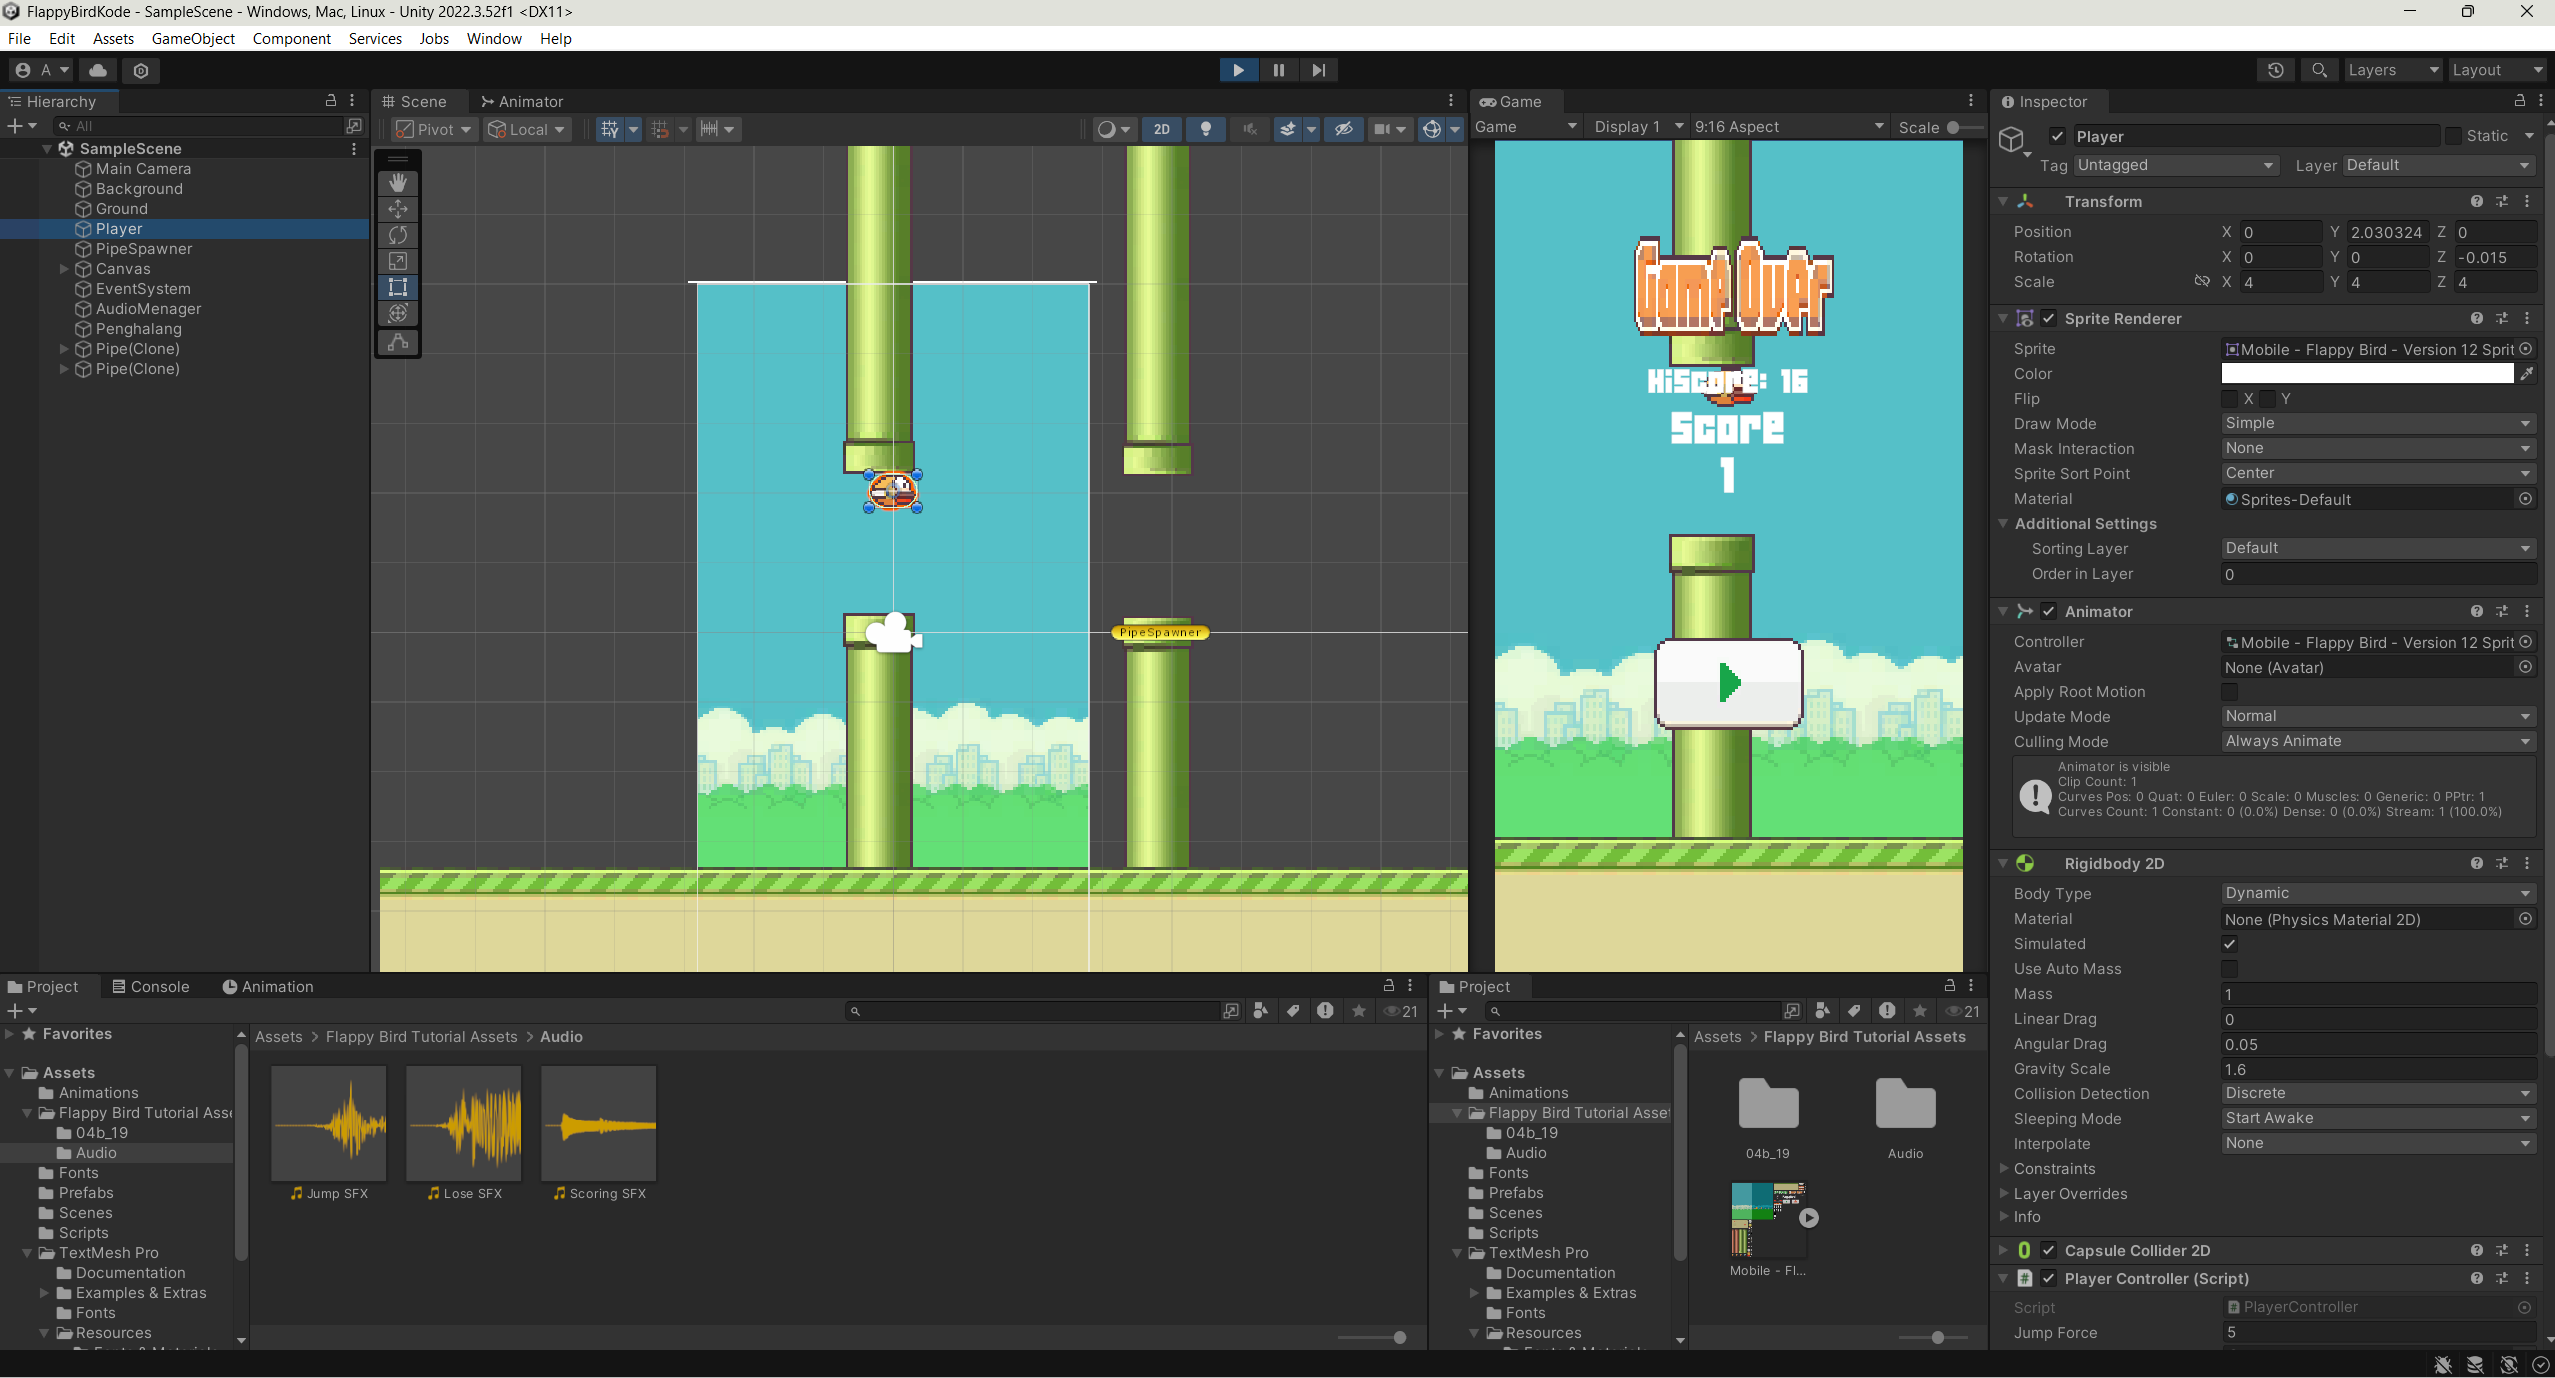 FlappyBirdKode - SampleScene - Windows, Mac, Linux - Unity 2022.3.52f1 <DX11>
File Edit Assets GameObject Component Services Jobs Window Help
A
Layers Layout
Hierarchy
All
SampleScene
Main Camera
Background
Ground
Player
PipeSpawner
Canvas
EventSystem
AudioMenager
Penghalang
Pipe(Clone)
Pipe(Clone)
Scene Animator
Pivot Local 2D
PipeSpawner
Game
Game Display 1 9:16 Aspect Scale
Game Over
HiScore: 16
Score
1
Inspector
Player Static
Tag Untagged Layer Default
Transform
Position X 0 Y 2.030324 Z 0
Rotation X 0 Y 0 Z -0.015
Scale X 4 Y 4 Z 4
Sprite Renderer
Sprite Mobile - Flappy Bird - Version 12 Sprit
Color
Flip X Y
Draw Mode Simple
Mask Interaction None
Sprite Sort Point Center
Material Sprites-Default
Additional Settings
Sorting Layer Default
Order in Layer 0
Animator
Controller Mobile - Flappy Bird - Version 12 Sprit
Avatar None (Avatar)
Apply Root Motion
Update Mode Normal
Culling Mode Always Animate
Animator is visible
Clip Count: 1
Curves Pos: 0 Quat: 0 Euler: 0 Scale: 0 Muscles: 0 Generic: 0 PPtr: 1
Curves Count: 1 Constant: 0 (0.0%) Dense: 0 (0.0%) Stream: 1 (100.0%)
Rigidbody 2D
Body Type Dynamic
Material None (Physics Material 2D)
Simulated
Use Auto Mass
Mass 1
Linear Drag 0
Angular Drag 0.05
Gravity Scale 1.6
Collision Detection Discrete
Sleeping Mode Start Awake
Interpolate None
Constraints
Layer Overrides
Info
Capsule Collider 2D
Player Controller (Script)
Script PlayerController
Jump Force 5
Project Console Animation
21
Favorites
Assets
Animations
Flappy Bird Tutorial Asse
04b_19
Audio
Fonts
Prefabs
Scenes
Scripts
TextMesh Pro
Documentation
Examples & Extras
Fonts
Resources
Assets > Flappy Bird Tutorial Assets > Audio
Jump SFX Lose SFX Scoring SFX
Project
21
Favorites
Assets
Animations
Flappy Bird Tutorial Asset
04b_19
Audio
Fonts
Prefabs
Scenes
Scripts
TextMesh Pro
Documentation
Examples & Extras
Fonts
Resources
Assets > Flappy Bird Tutorial Assets
04b_19 Audio
Mobile - Fl...